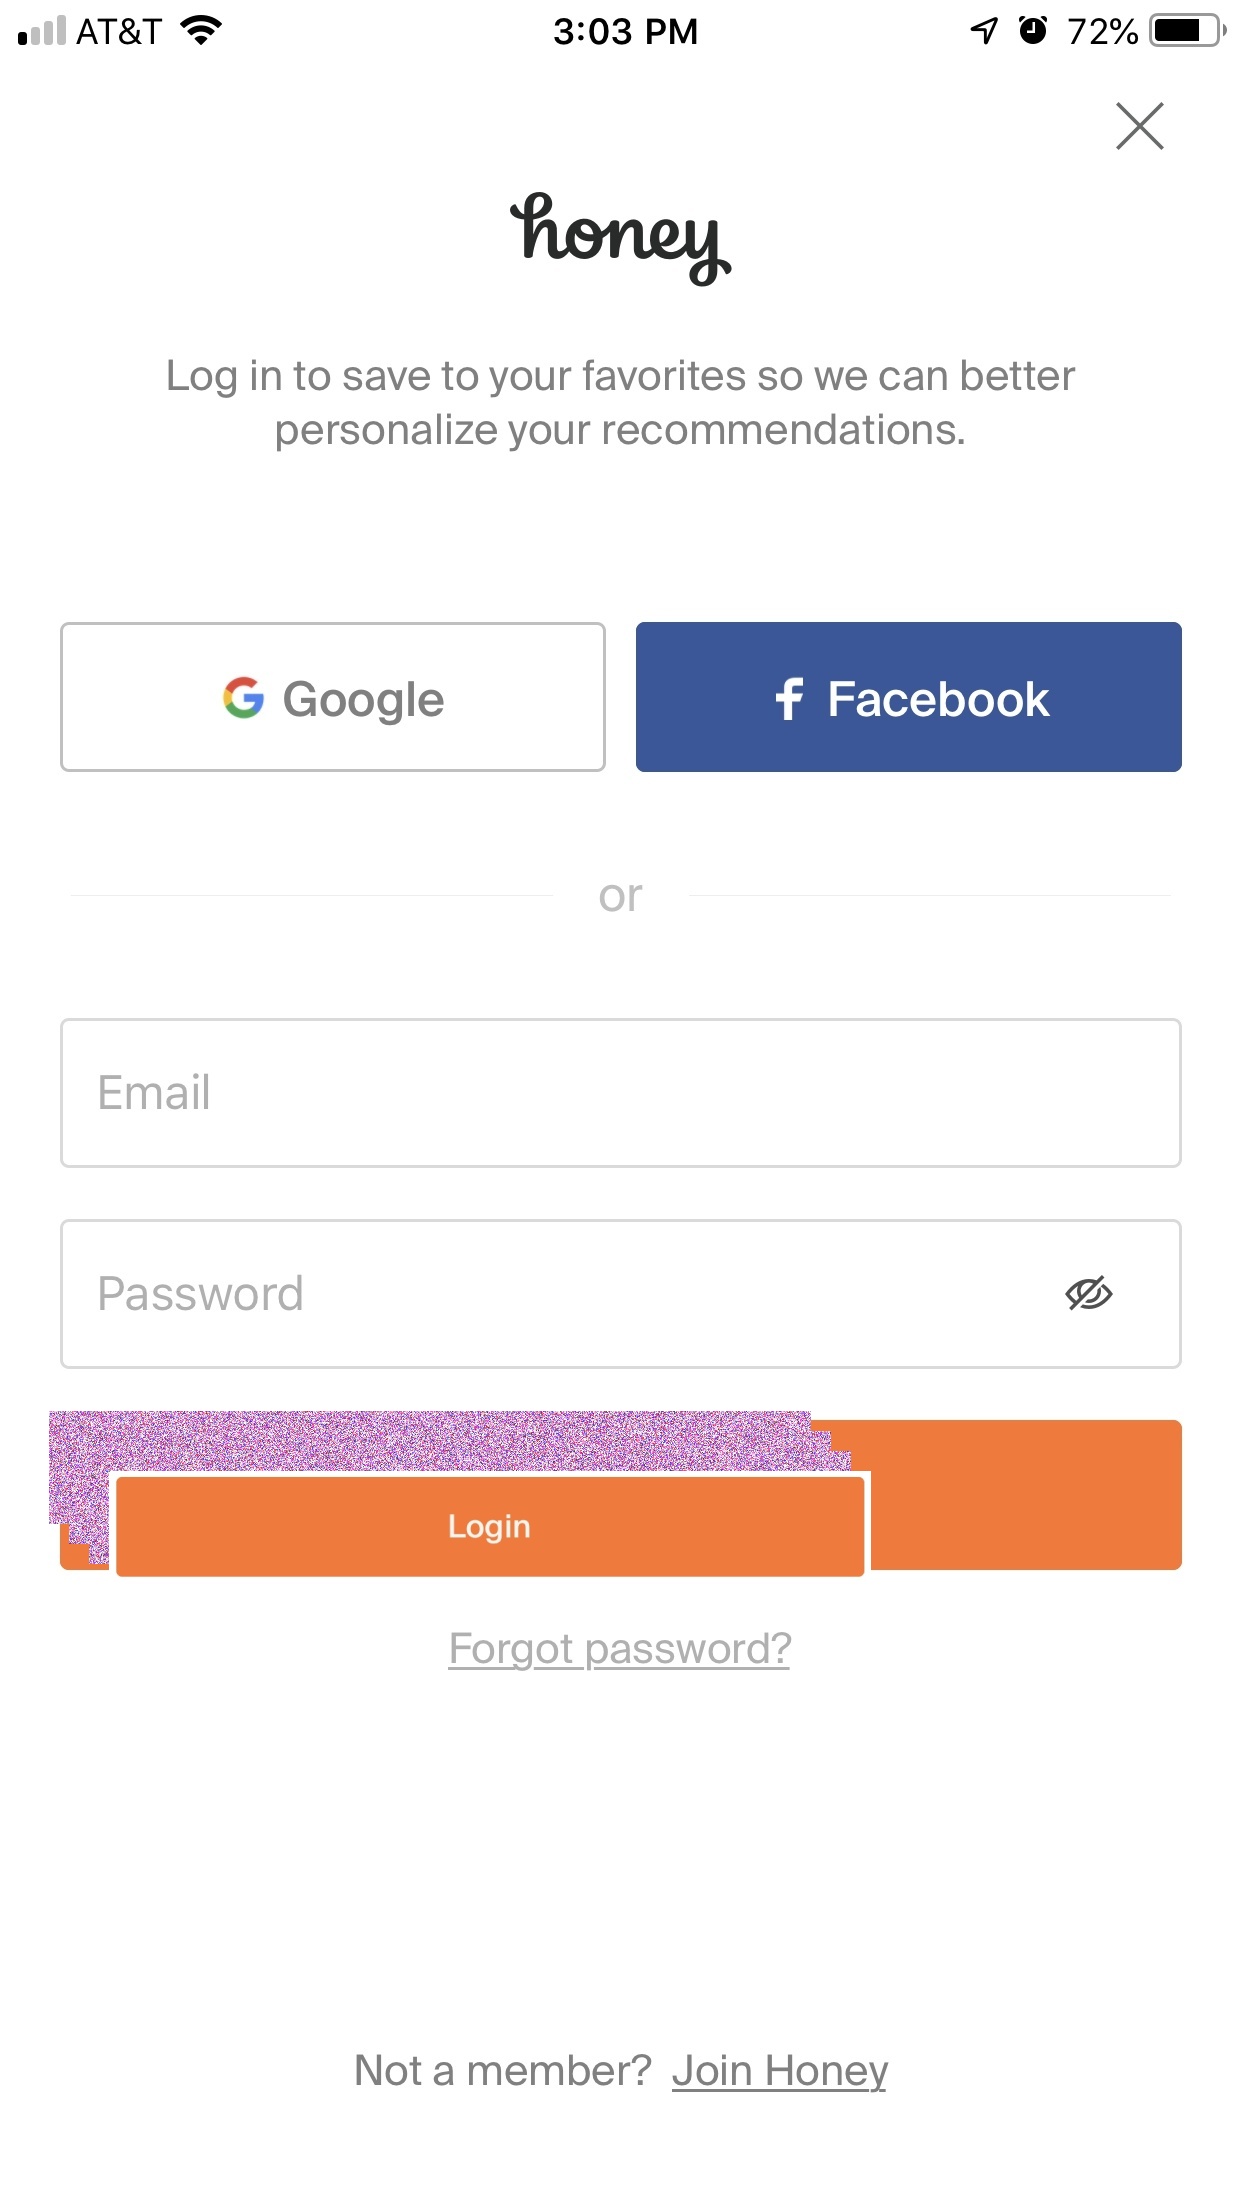 AT&T 3:03 PM 72%
honey
Log in to save to your favorites so we can better
personalize your recommendations.
Google Facebook
or
Email
Password
Login
Forgot password?
Not a member? Join Honey